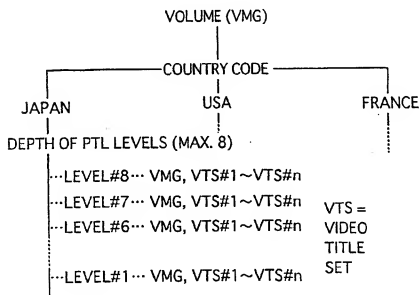 VOLUME (VMG)
COUNTRY CODE
JAPAN USA FRANCE
DEPTH OF PTL LEVELS (MAX. 8)
···LEVEL#8··· VMG, VTS#1~VTS#n
···LEVEL#7··· VMG, VTS#1~VTS#n
···LEVEL#6··· VMG, VTS#1~VTS#n
···LEVEL#1··· VMG, VTS#1~VTS#n
VTS =
VIDEO
TITLE
SET